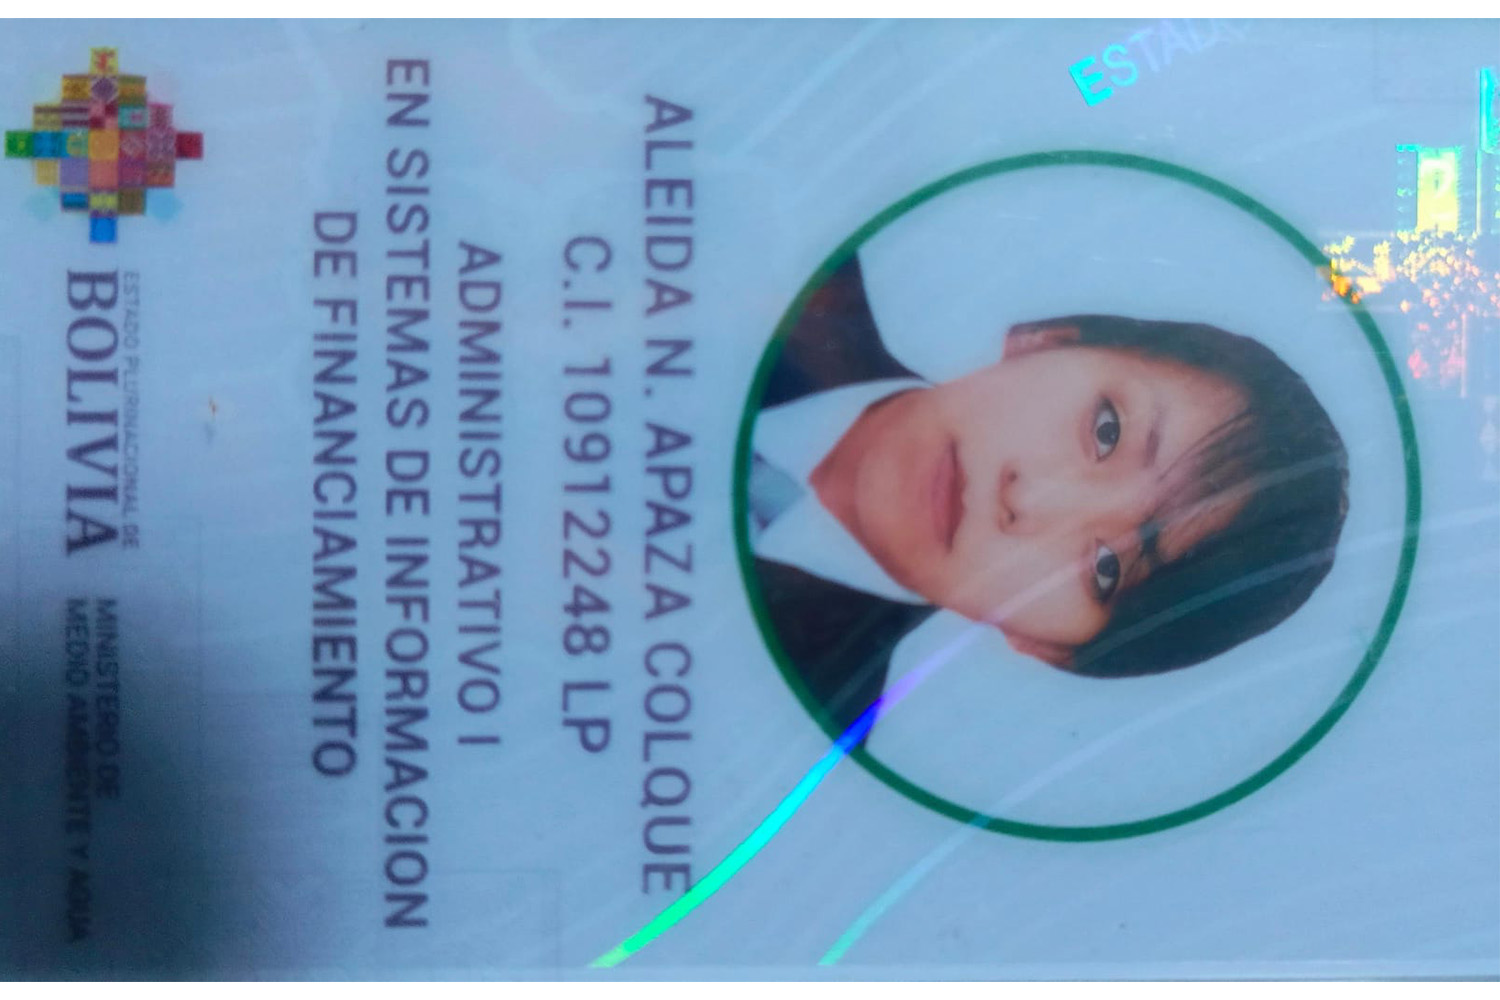 ESTADO
ALEIDA N. APAZA COLQUE
C.I. 10912248 LP
ADMINISTRATIVO I
EN SISTEMAS DE INFORMACION
DE FINANCIAMIENTO
ESTADO PLURINACIONAL DE
BOLIVIA
MINISTERIO DE
MEDIO AMBIENTE Y AGUA